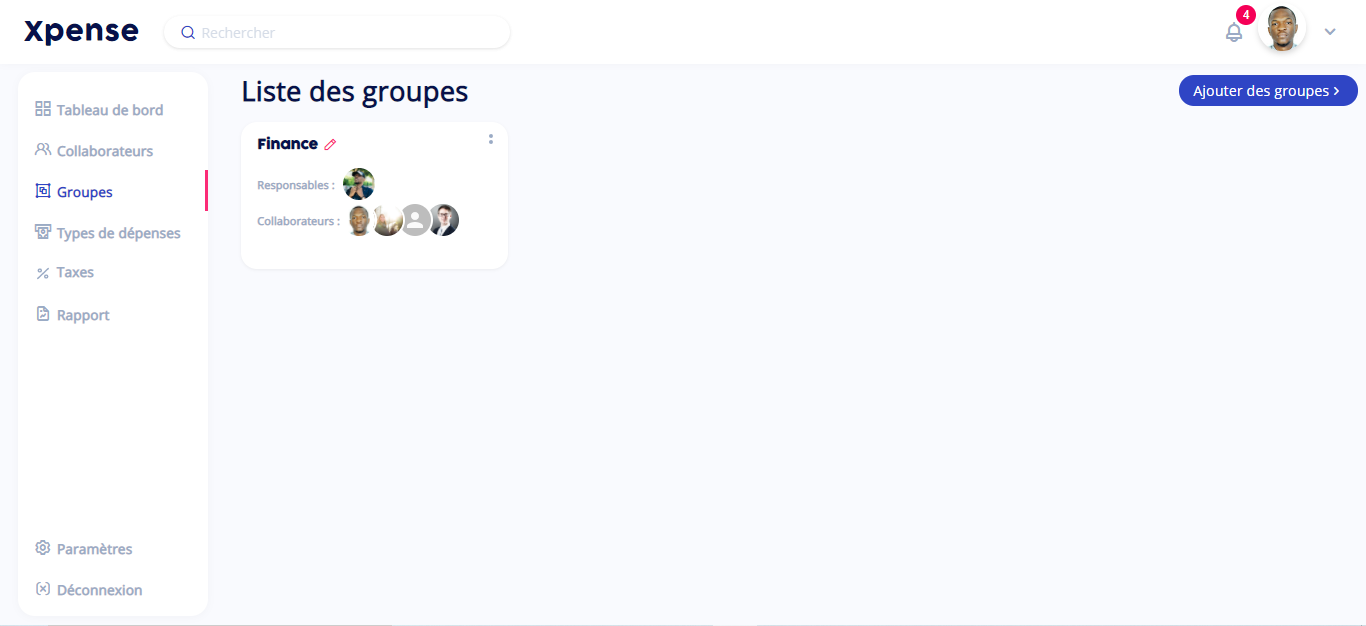 Xpense
Rechercher
4
Tableau de bord
Collaborateurs
Groupes
Types de dépenses
Taxes
Rapport
Paramètres
Déconnexion
Liste des groupes
Ajouter des groupes ›
Finance
Responsables :
Collaborateurs :